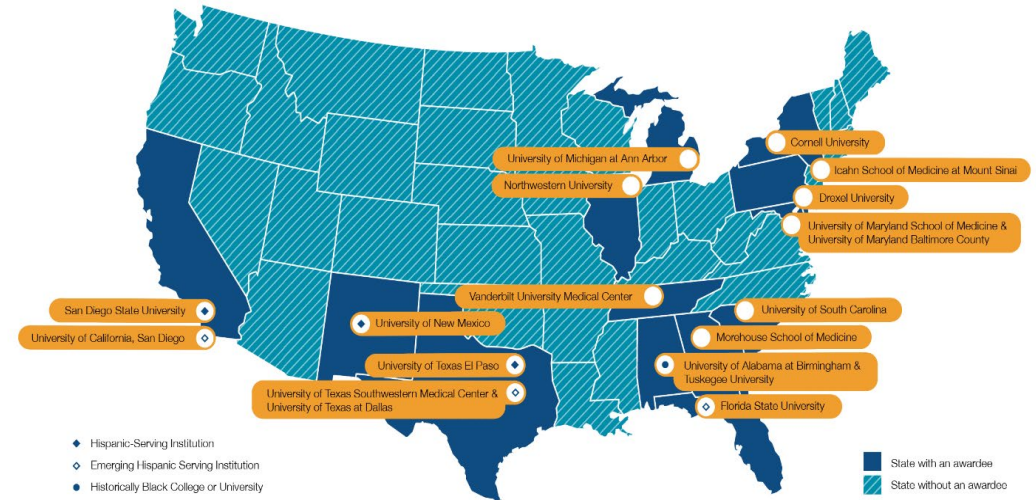 Cornell University
University of Michigan at Ann Arbor
Icahn School of Medicine at Mount Sinai
Northwestern University
Drexel University
University of Maryland School of Medicine &
University of Maryland Baltimore County
Vanderbilt University Medical Center
San Diego State University
University of South Carolina
University of New Mexico
University of California, San Diego
Morehouse School of Medicine
University of Texas El Paso
University of Alabama at Birmingham &
Tuskegee University
University of Texas Southwestern Medical Center &
University of Texas at Dallas
Florida State University
Hispanic-Serving Institution
Emerging Hispanic Serving Institution
Historically Black College or University
State with an awardee
State without an awardee